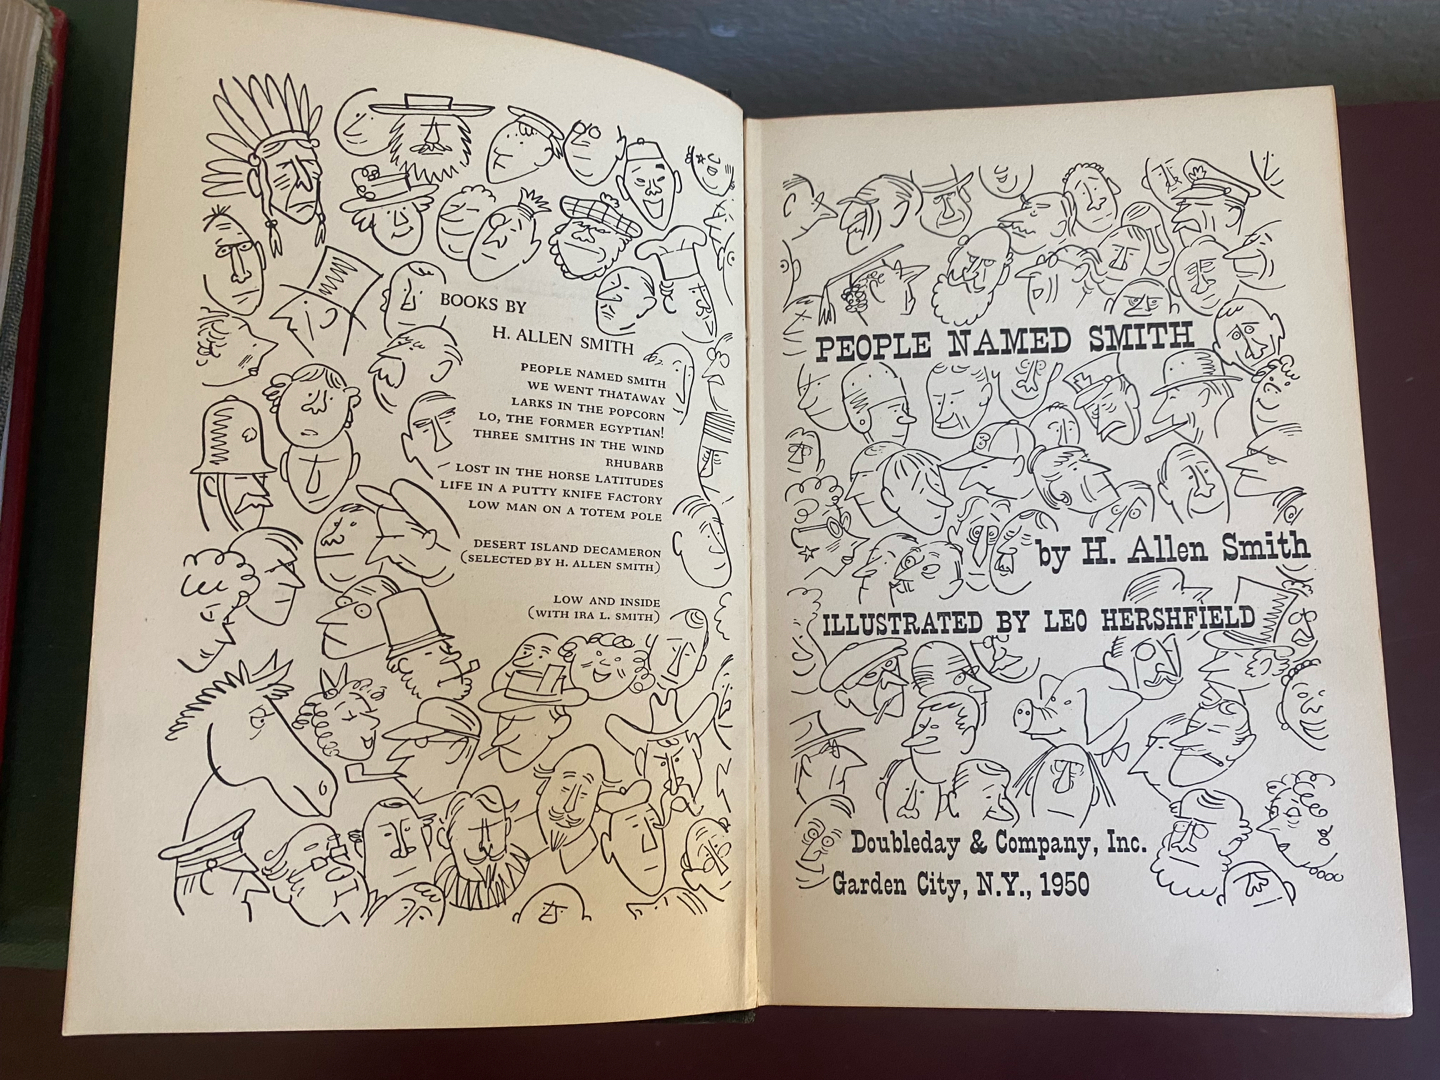 BOOKS BY
H. ALLEN SMITH
PEOPLE NAMED SMITH
WE WENT THATAWAY
LARKS IN THE POPCORN
LO, THE FORMER EGYPTIAN!
THREE SMITHS IN THE WIND
RHUBARB
LOST IN THE HORSE LATITUDES
LIFE IN A PUTTY KNIFE FACTORY
LOW MAN ON A TOTEM POLE
DESERT ISLAND DECAMERON
(SELECTED BY H. ALLEN SMITH)
LOW AND INSIDE
(WITH IRA L. SMITH)
PEOPLE NAMED SMITH
B
by H. Allen Smith
ILLUSTRATED BY LEO HERSHFIELD
Doubleday & Company, Inc.
Garden City, N.Y., 1950